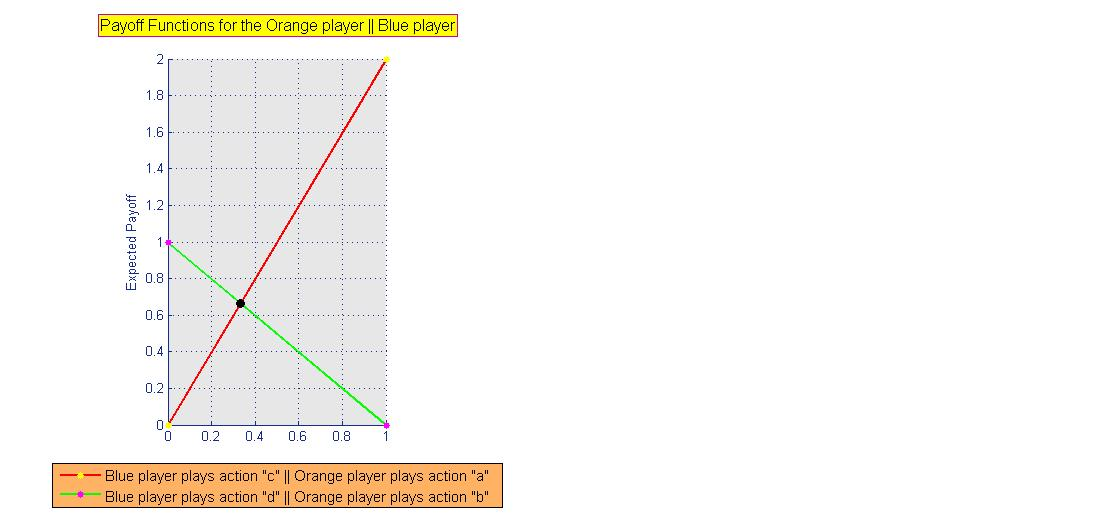 Payoff Functions for the Orange player || Blue player
2
1.8
1.6
1.4
1.2
1
0.8
0.6
0.4
0.2
0
Expected Payoff
0 0.2 0.4 0.6 0.8 1
Blue player plays action "c" || Orange player plays action "a"
Blue player plays action "d" || Orange player plays action "b"